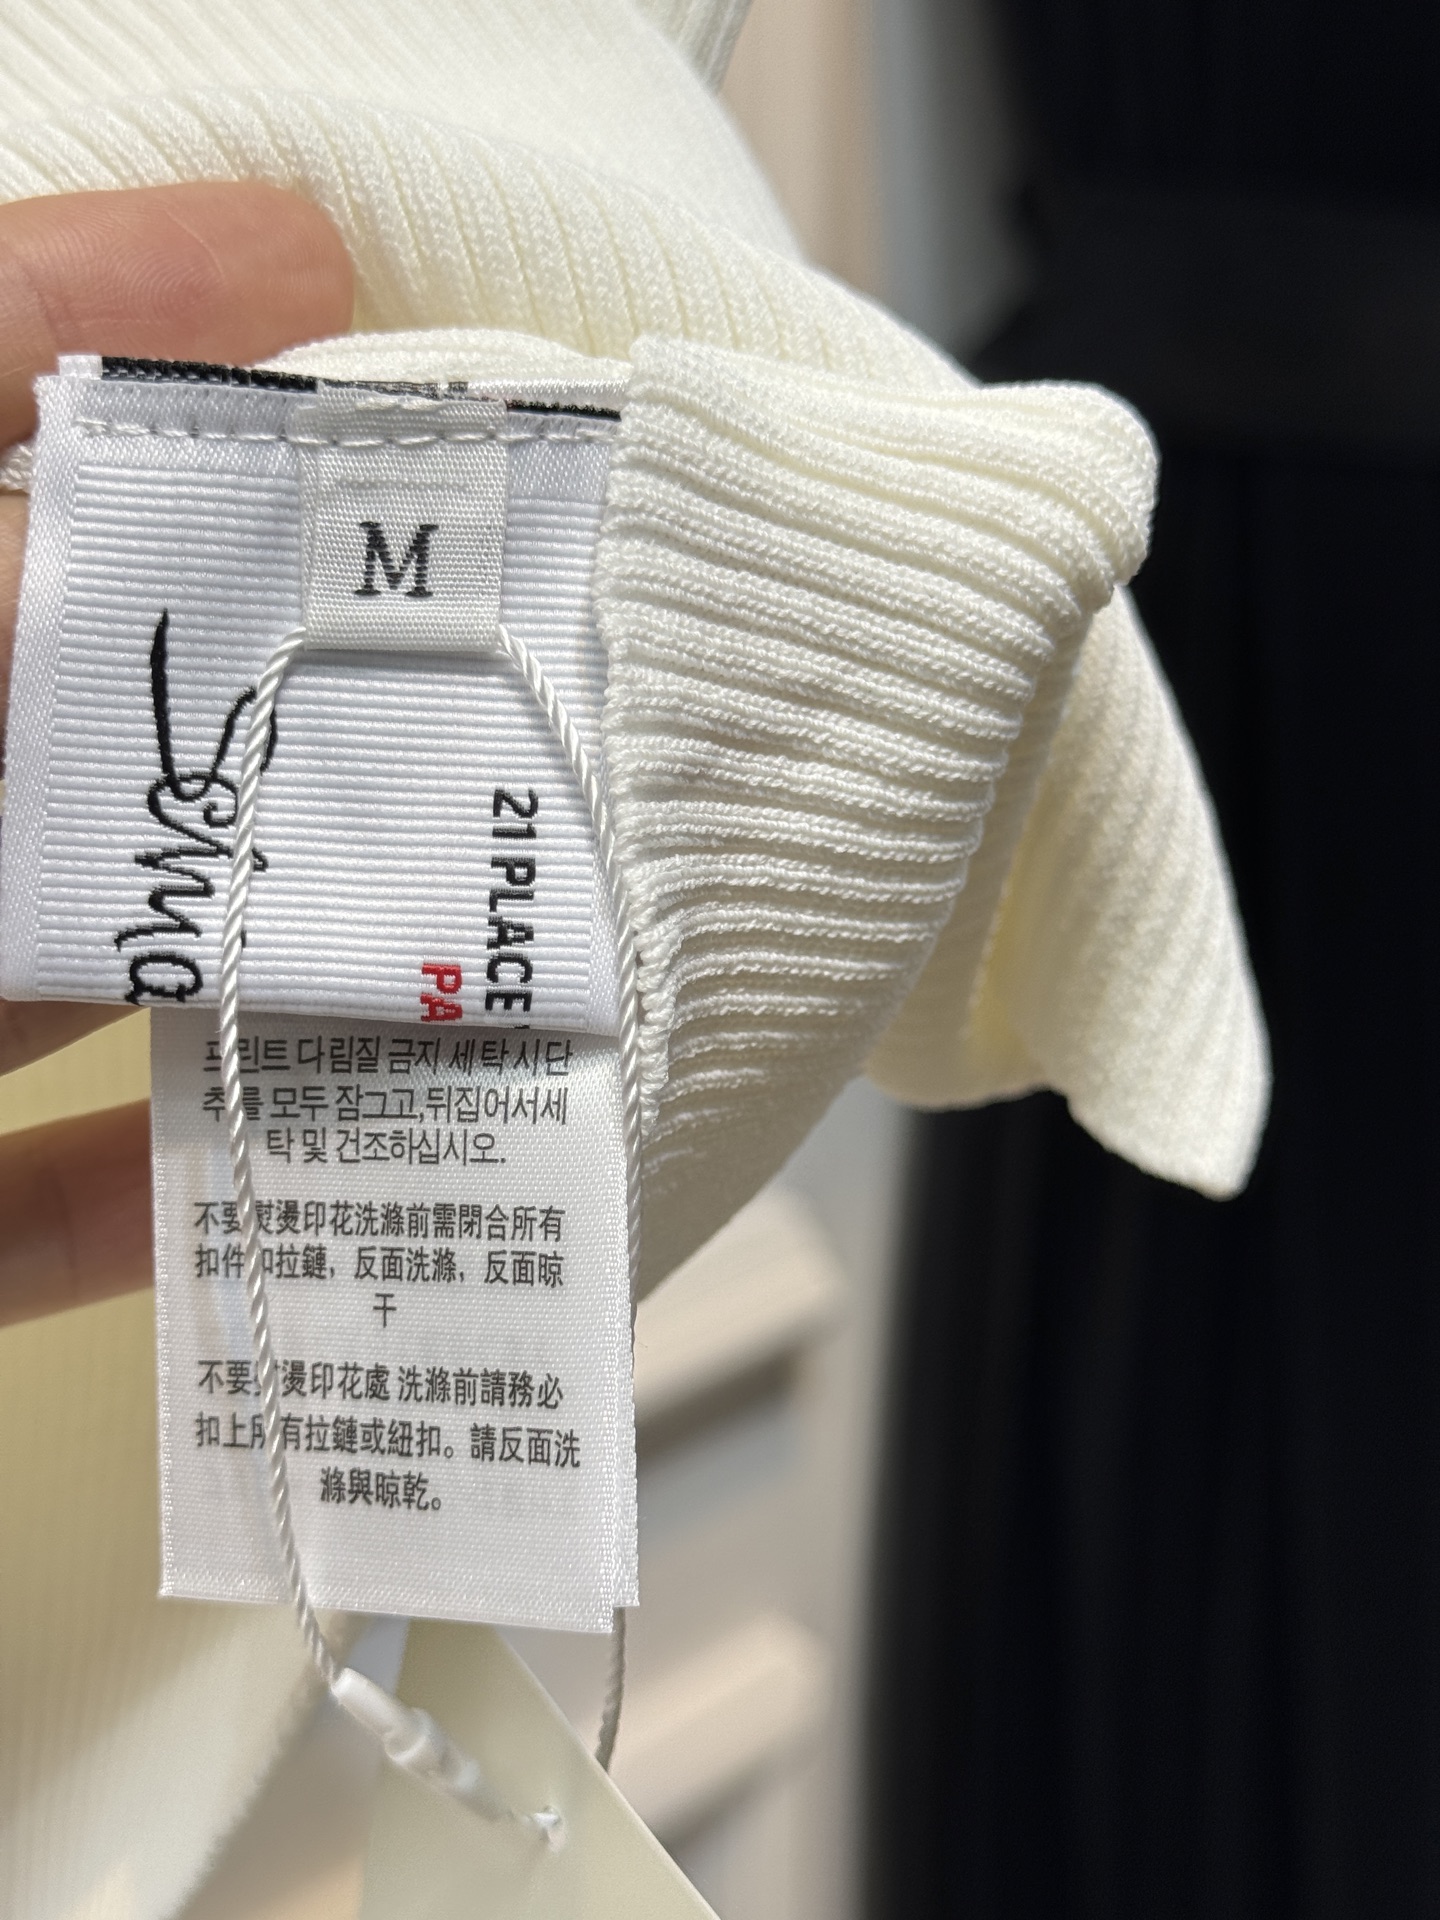 M
21 PLACE
PA
프린트 다림질 금지 세탁 시 단
추를 모두 잠그고,뒤집어서 세
탁 및 건조하십시오.
不要熨燙印花洗滌前需閉合所有
扣件和拉鏈，反面洗滌，反面晾
干
不要熨燙印花處 洗滌前請務必
扣上所有拉鏈或紐扣。請反面洗
滌與晾乾。